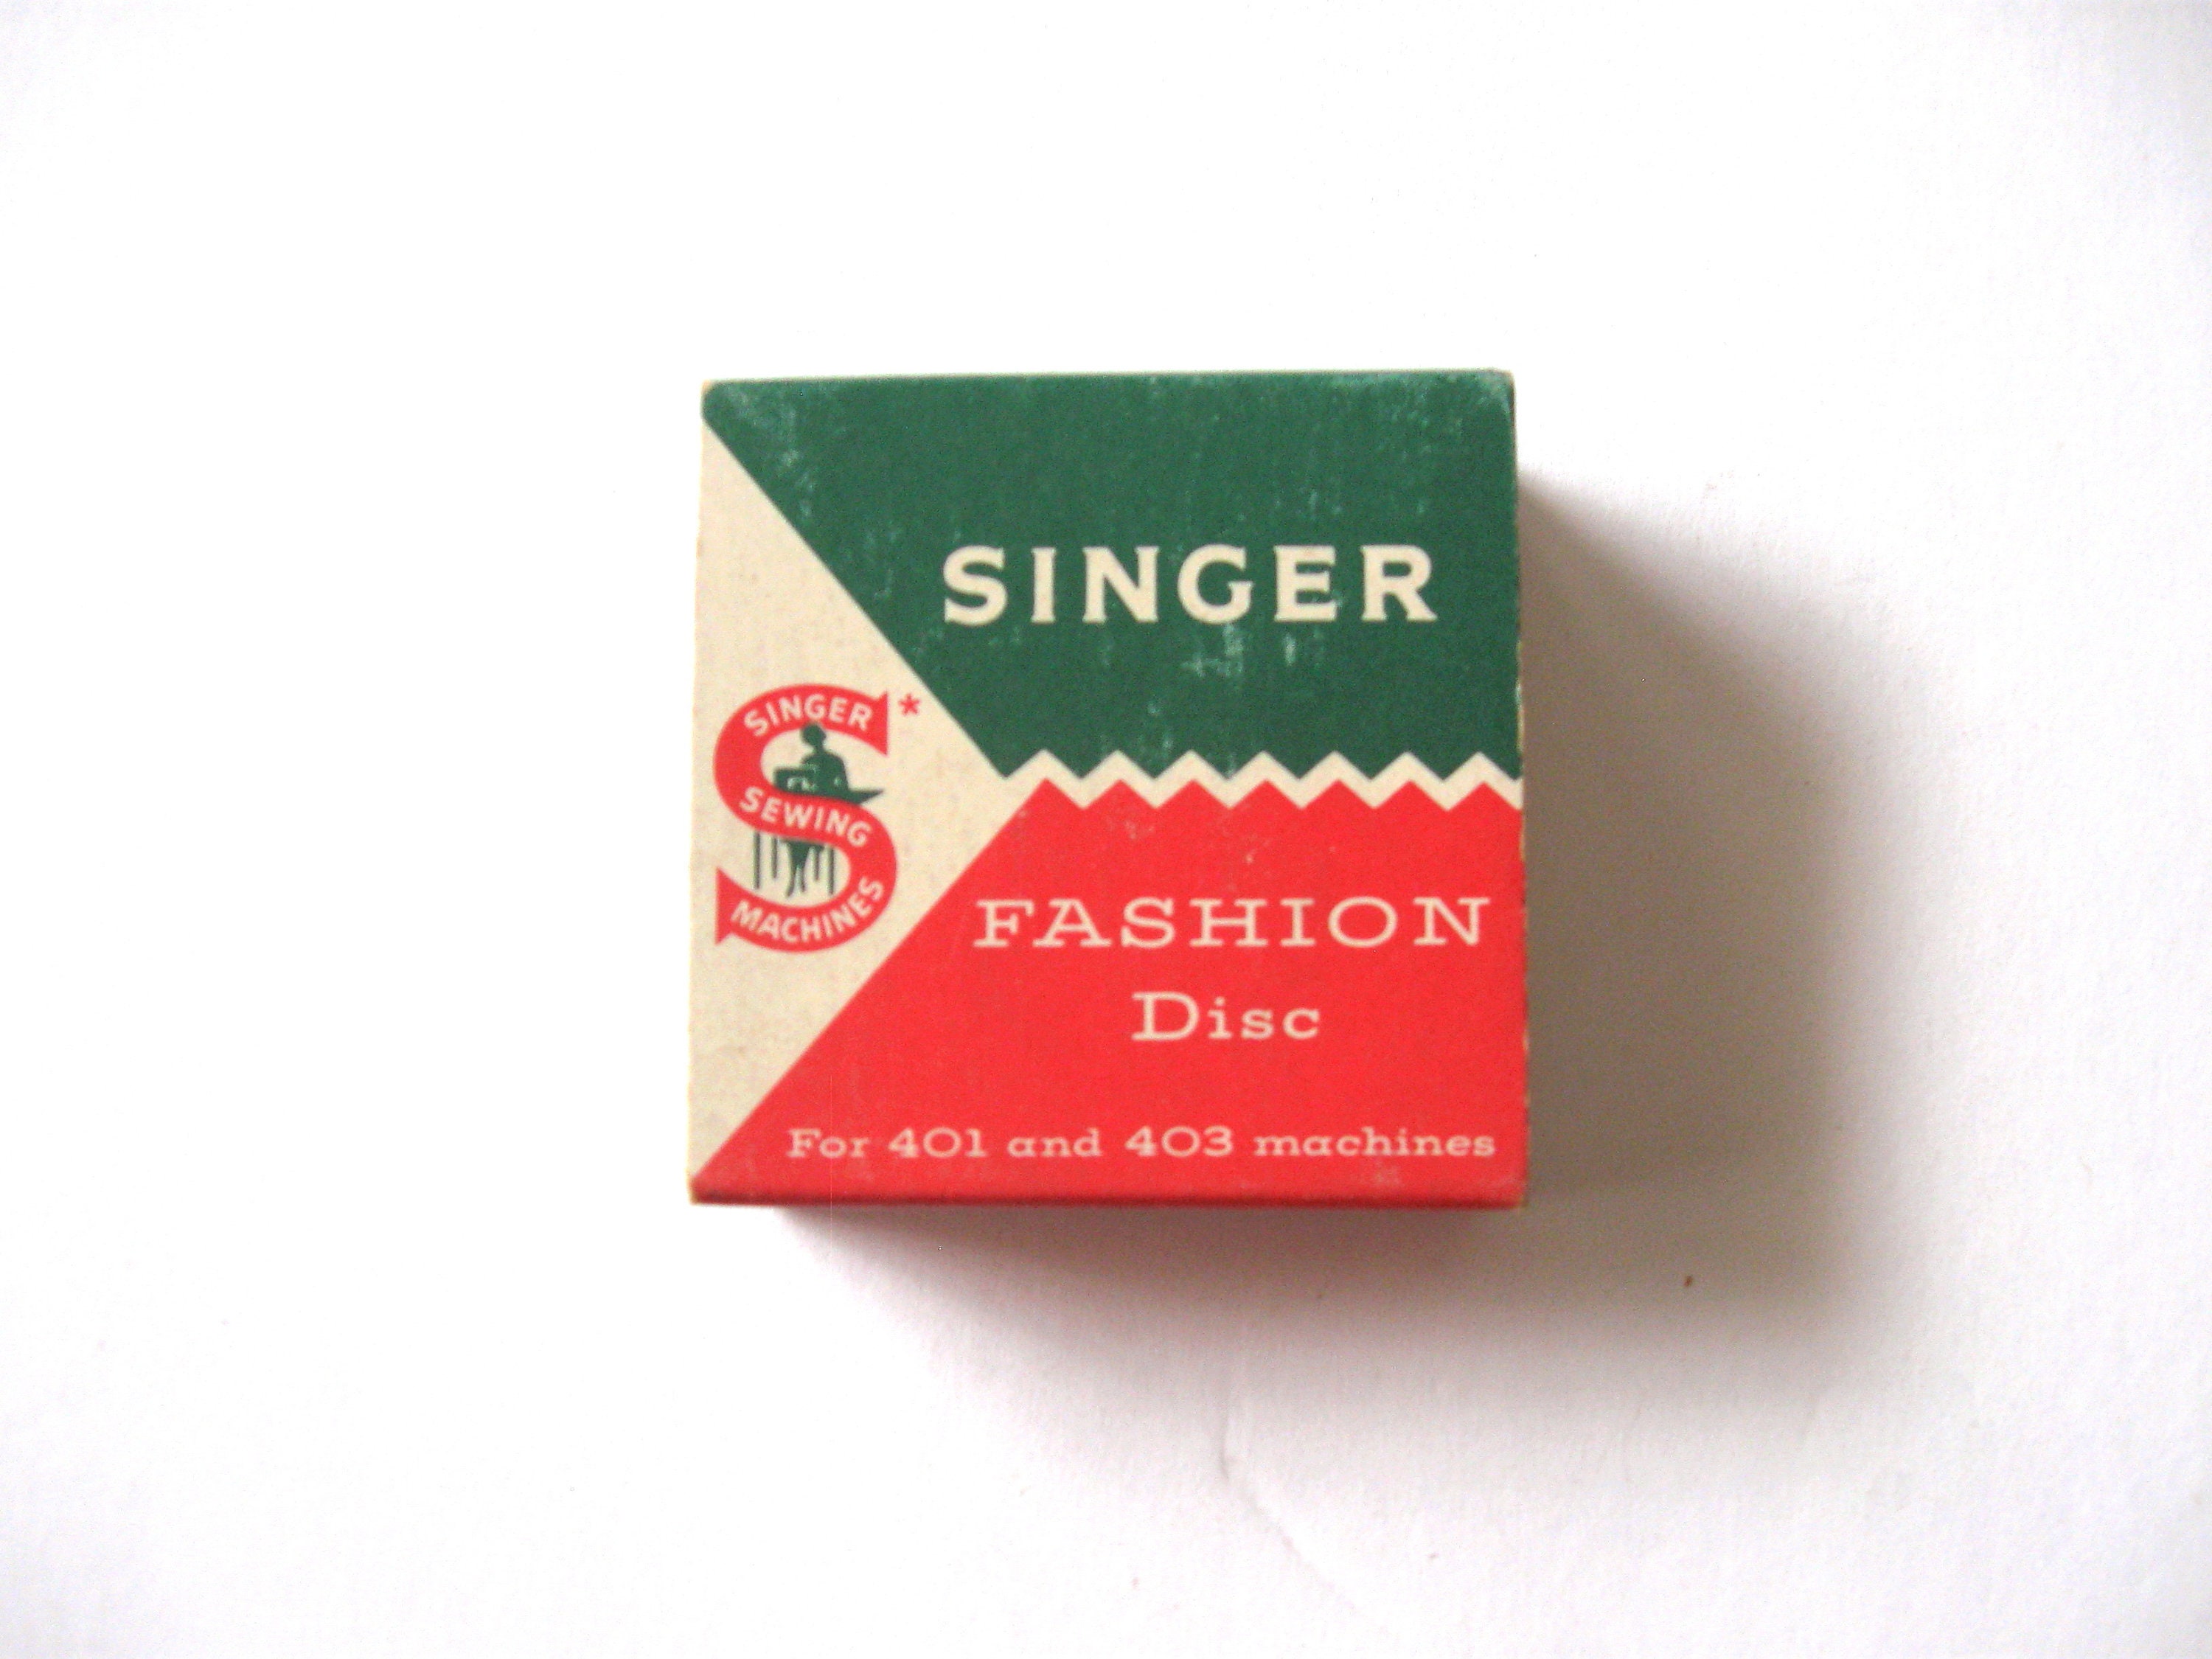 SINGER
SINGER *
SEWING
MACHINES
FASHION
Disc
For 401 and 403 machines